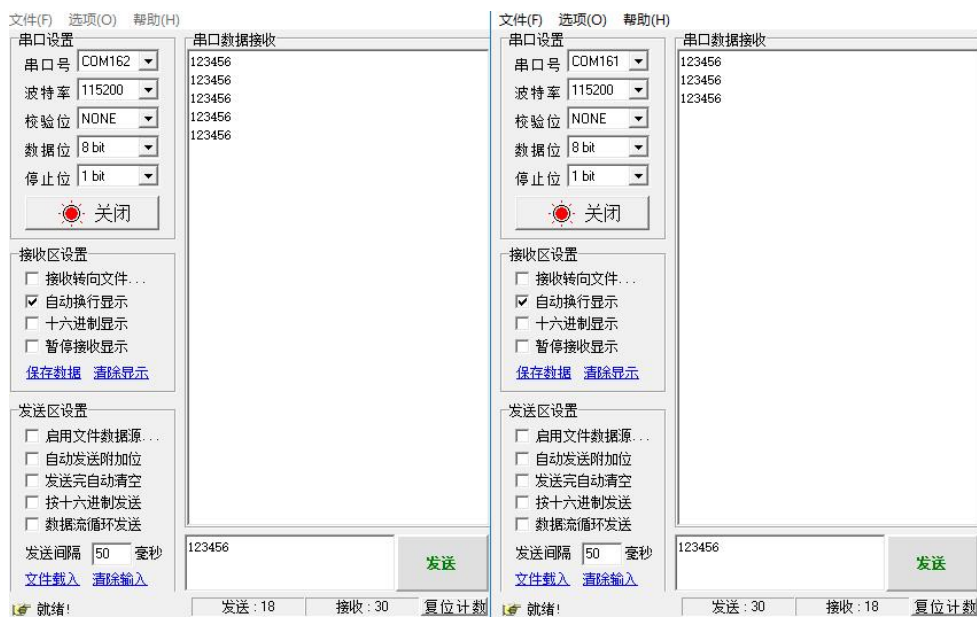 文件(F) 选项(O) 帮助(H)
串口设置
串口号 COM162
波特率 115200
校验位 NONE
数据位 8 bit
停止位 1 bit
关闭
接收区设置
接收转向文件...
自动换行显示
十六进制显示
暂停接收显示
保存数据 清除显示
发送区设置
启用文件数据源...
自动发送附加位
发送完自动清空
按十六进制发送
数据流循环发送
发送间隔 50 毫秒
文件载入 清除输入
串口数据接收
123456
123456
123456
123456
123456
123456
发送
就绪! 发送:18 接收:30 复位计数
文件(F) 选项(O) 帮助(H)
串口设置
串口号 COM161
波特率 115200
校验位 NONE
数据位 8 bit
停止位 1 bit
关闭
接收区设置
接收转向文件...
自动换行显示
十六进制显示
暂停接收显示
保存数据 清除显示
发送区设置
启用文件数据源...
自动发送附加位
发送完自动清空
按十六进制发送
数据流循环发送
发送间隔 50 毫秒
文件载入 清除输入
串口数据接收
123456
123456
123456
123456
发送
就绪! 发送:30 接收:18 复位计数